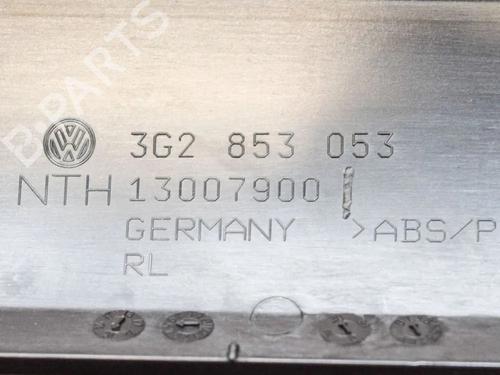 B-PARTS
3G2 853 053
NTH 13007900
GERMANY >ABS/P
RL